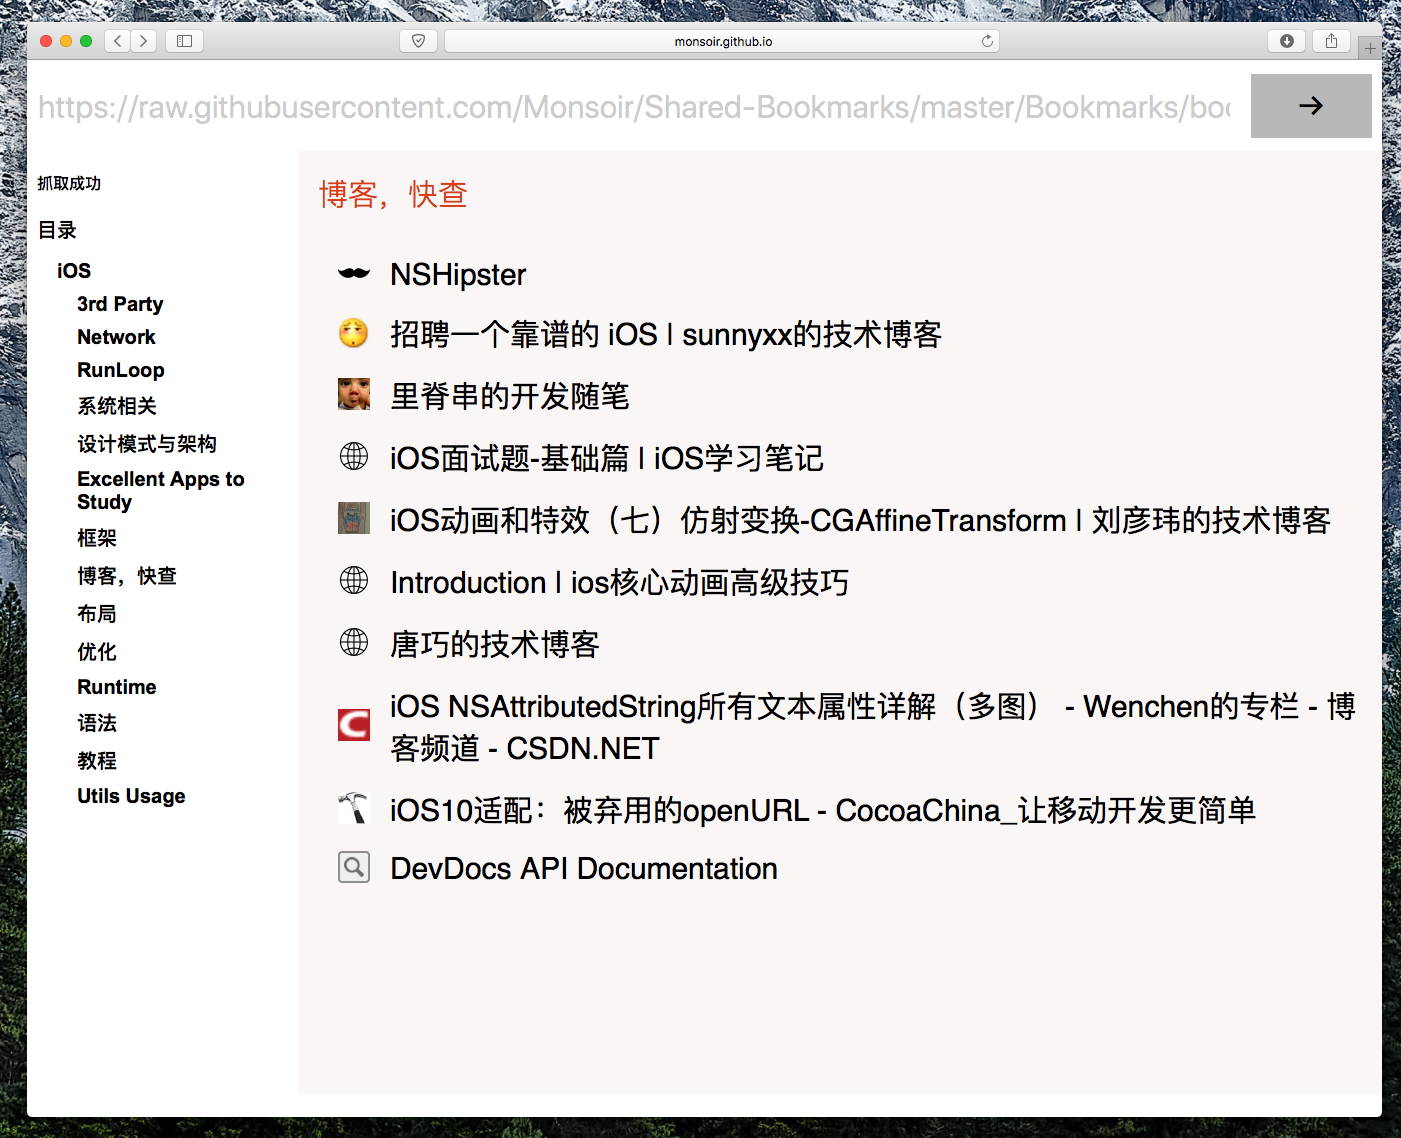 monsoir.github.io
https://raw.githubusercontent.com/Monsoir/Shared-Bookmarks/master/Bookmarks/boo
抓取成功
目录
iOS
3rd Party
Network
RunLoop
系统相关
设计模式与架构
Excellent Apps to
Study
框架
博客，快查
布局
优化
Runtime
语法
教程
Utils Usage
博客，快查
NSHipster
招聘一个靠谱的 iOS | sunnyxx的技术博客
里脊串的开发随笔
iOS面试题-基础篇 | iOS学习笔记
iOS动画和特效（七）仿射变换-CGAffineTransform | 刘彦玮的技术博客
Introduction | ios核心动画高级技巧
唐巧的技术博客
iOS NSAttributedString所有文本属性详解（多图） - Wenchen的专栏 - 博
客频道 - CSDN.NET
iOS10适配：被弃用的openURL - CocoaChina_让移动开发更简单
DevDocs API Documentation